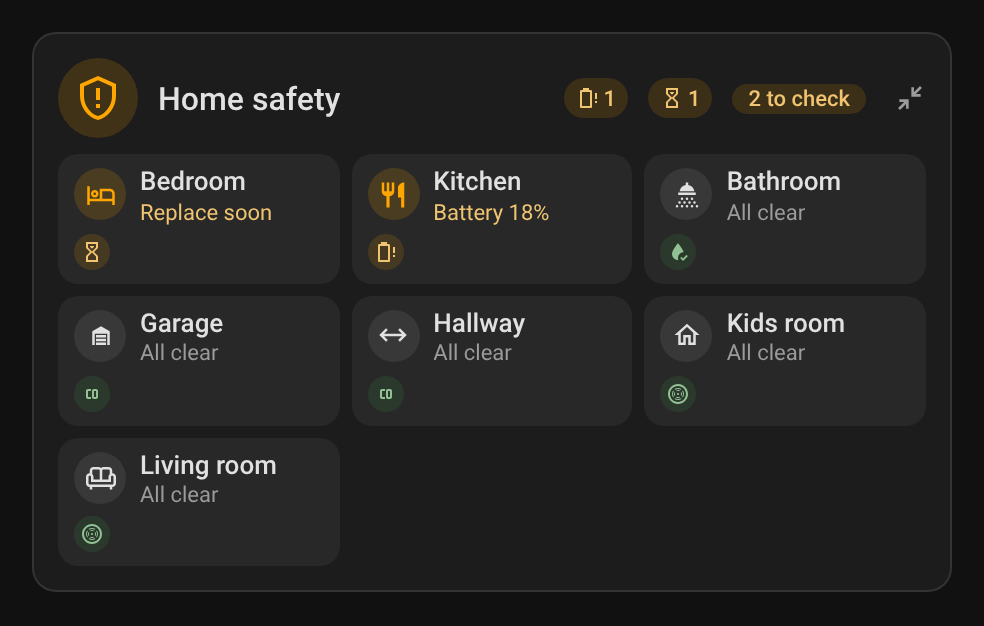 Home safety
1
1
2 to check
Bedroom
Replace soon
Kitchen
Battery 18%
Bathroom
All clear
Garage
All clear
CO
Hallway
All clear
CO
Kids room
All clear
Living room
All clear